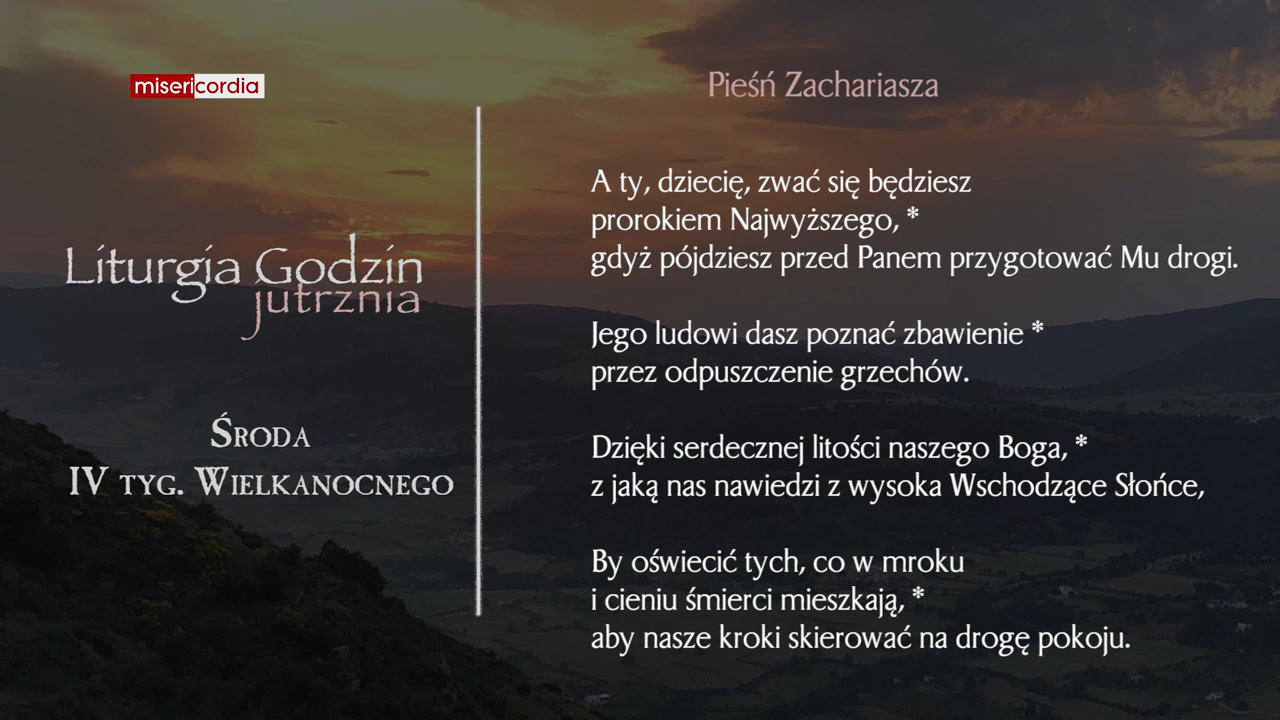 misericordia
Liturgia Godzin
jutrznia
Środa
IV tyg. Wielkanocnego
Pieśń Zachariasza
A ty, dziecię, zwać się będziesz
prorokiem Najwyższego, *
gdyż pójdziesz przed Panem przygotować Mu drogi.
Jego ludowi dasz poznać zbawienie *
przez odpuszczenie grzechów.
Dzięki serdecznej litości naszego Boga, *
z jaką nas nawiedzi z wysoka Wschodzące Słońce,
By oświecić tych, co w mroku
i cieniu śmierci mieszkają, *
aby nasze kroki skierować na drogę pokoju.